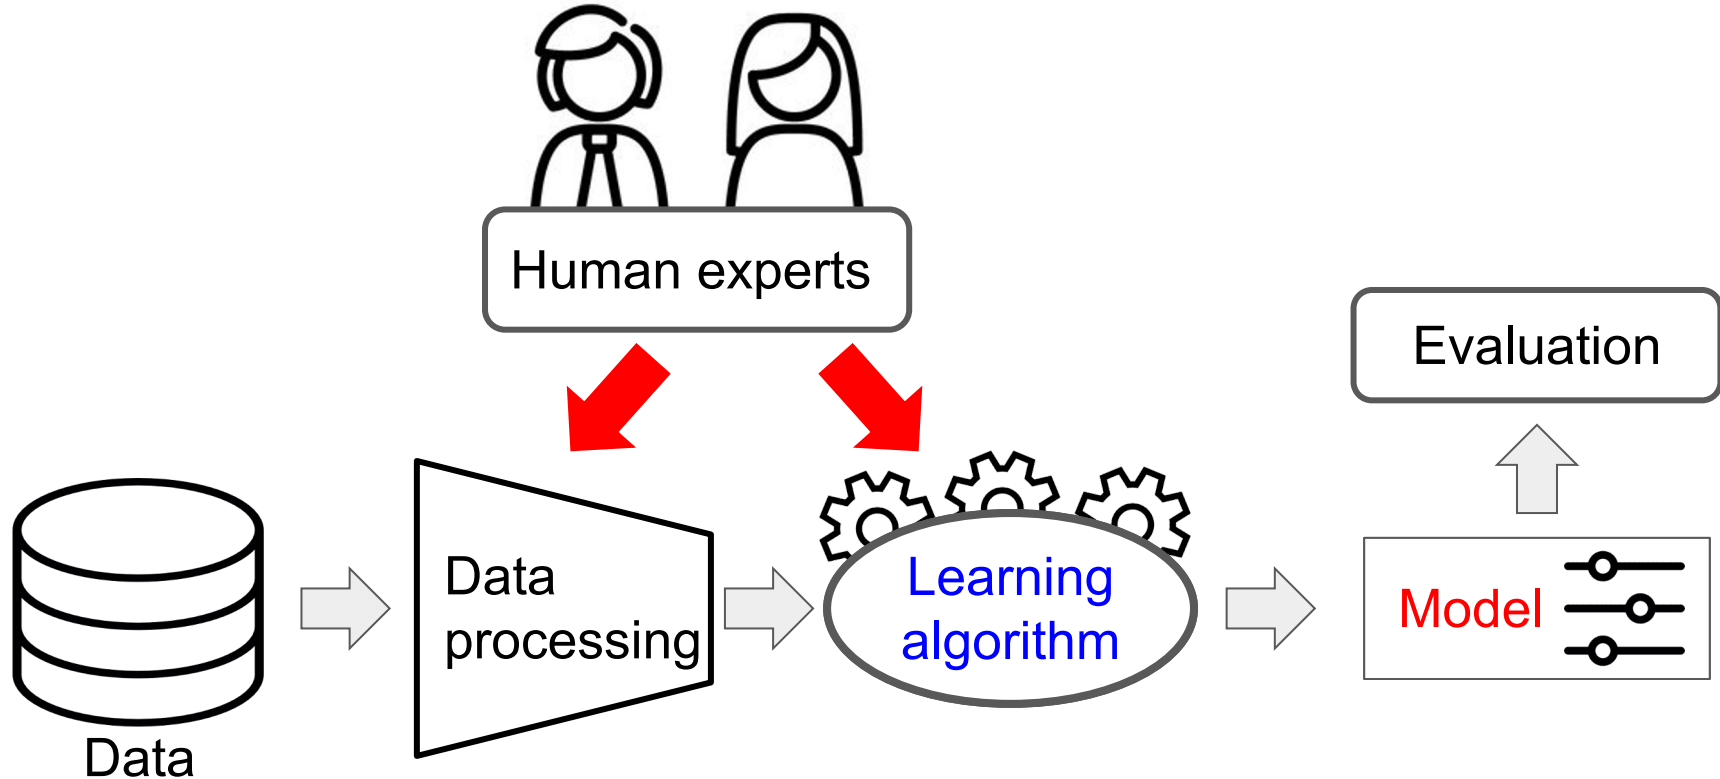 Human experts
Evaluation
Data
processing
Learning
algorithm
Model
Data